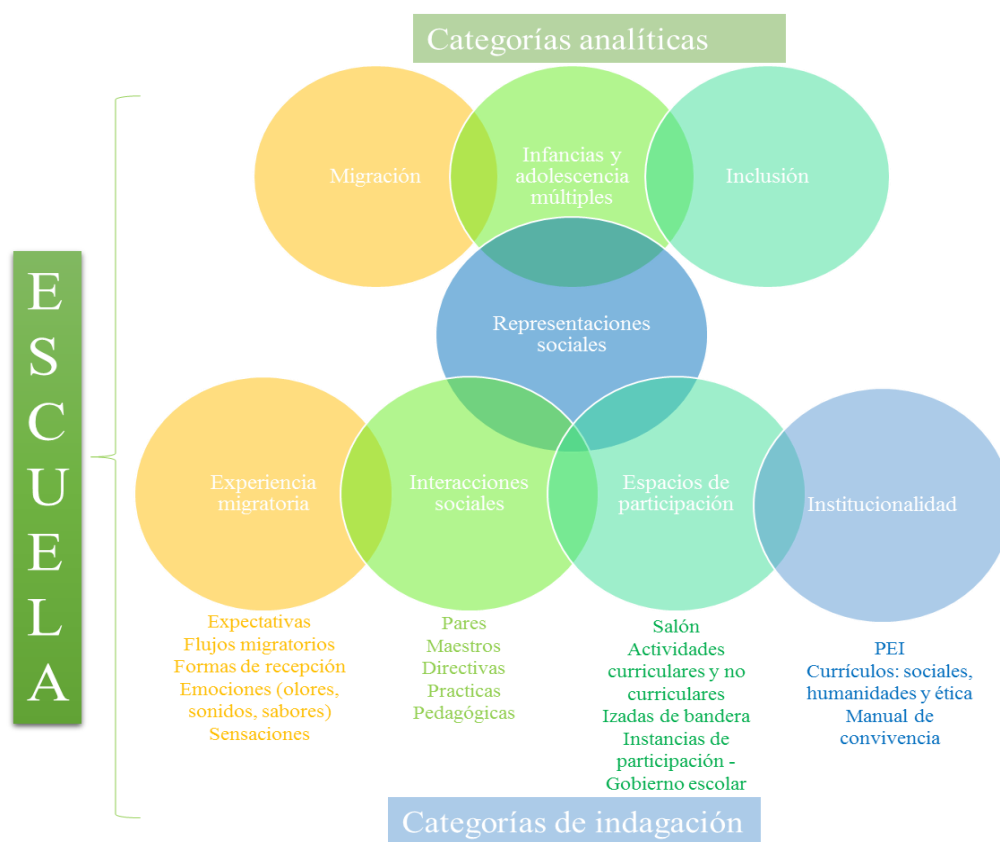 Categorías analíticas
ESCUELA
Migración
Infancias y
adolescencia
múltiples
Inclusión
Representaciones
sociales
Experiencia
migratoria
Interacciones
sociales
Espacios de
participación
Institucionalidad
Expectativas
Flujos migratorios
Formas de recepción
Emociones (olores,
sonidos, sabores)
Sensaciones
Pares
Maestros
Directivas
Practicas
Pedagógicas
Salón
Actividades
curriculares y no
curriculares
Izadas de bandera
Instancias de
participación -
Gobierno escolar
PEI
Currículos: sociales,
humanidades y ética
Manual de
convivencia
Categorías de indagación